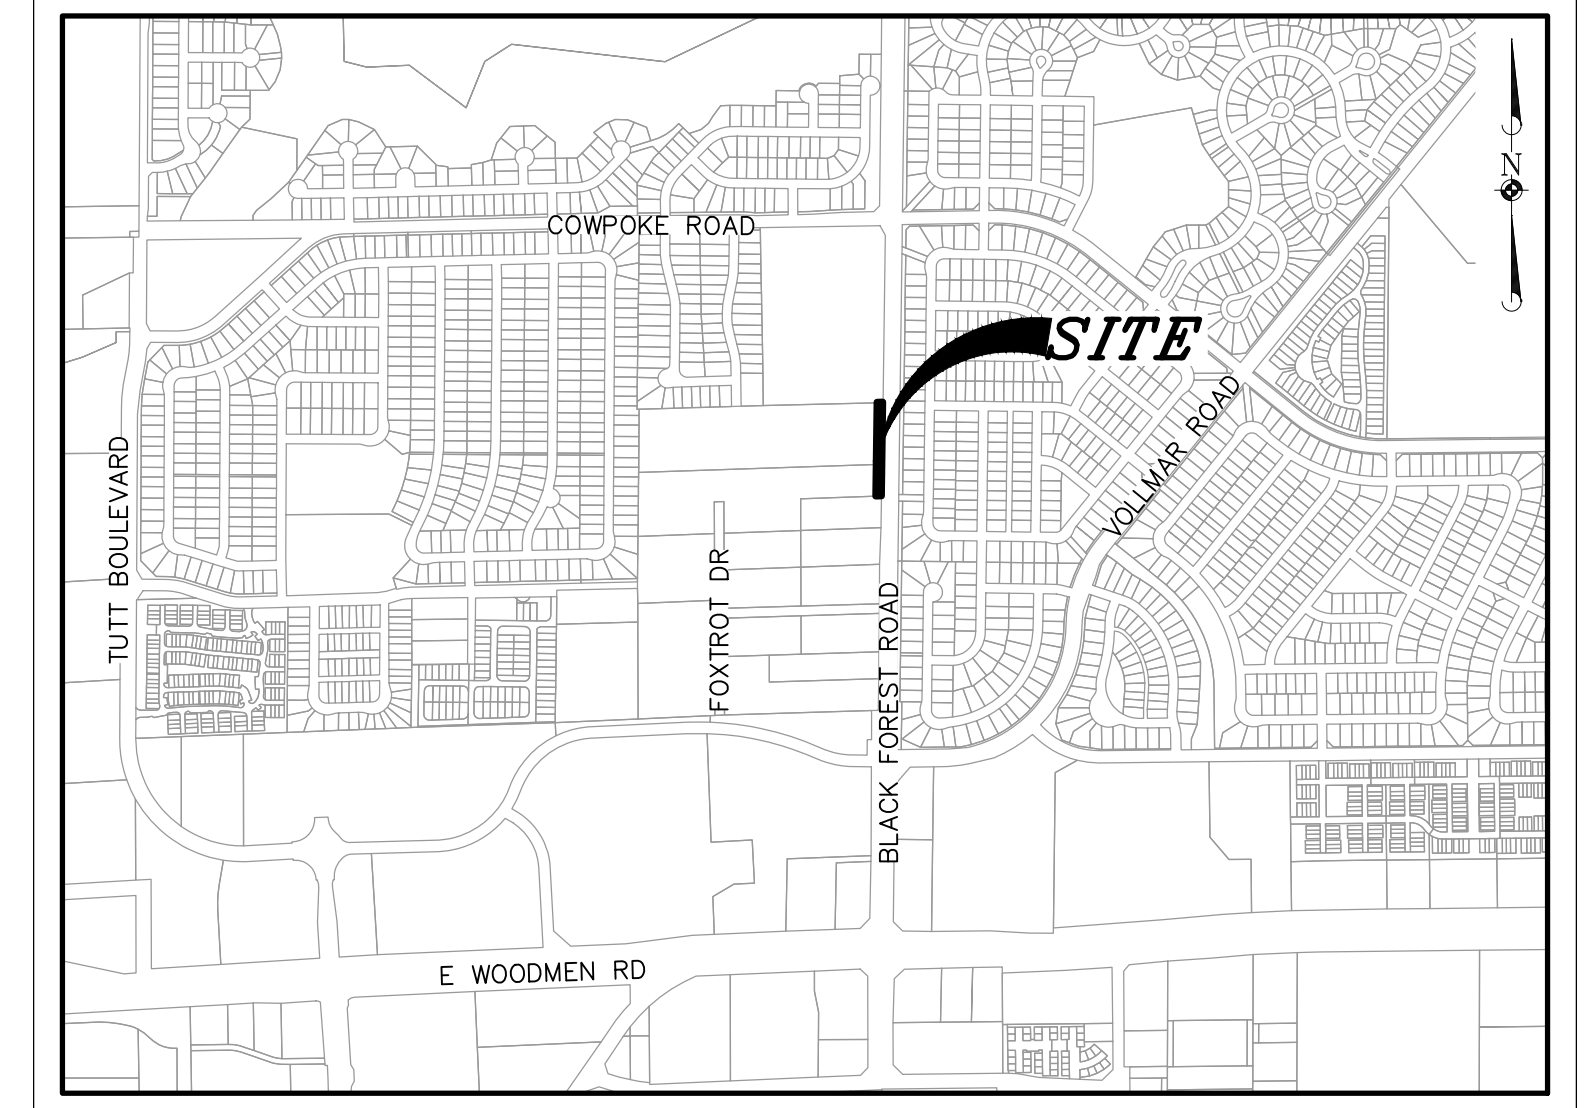 N
COWPOKE ROAD
SITE
VOLLMAR ROAD
TUTT BOULEVARD
FOXTROT DR
BLACK FOREST ROAD
E WOODMEN RD